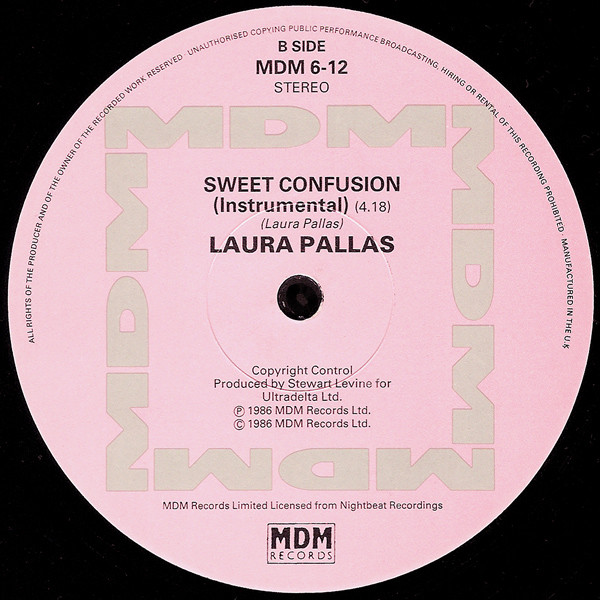 ALL RIGHTS OF THE PRODUCER AND OF THE OWNER OF THE RECORDED WORK RESERVED · UNAUTHORISED COPYING PUBLIC PERFORMANCE BROADCASTING, HIRING OR RENTAL OF THIS RECORDING PROHIBITED · MANUFACTURED IN THE U.K
B SIDE
MDM 6-12
STEREO
MDM
MDM
MDM
MDM
SWEET CONFUSION
(Instrumental) (4.18)
(Laura Pallas)
LAURA PALLAS
Copyright Control
Produced by Stewart Levine for
Ultradelta Ltd.
Ⓟ 1986 MDM Records Ltd.
© 1986 MDM Records Ltd.
MDM Records Limited Licensed from Nightbeat Recordings
MDM
RECORDS